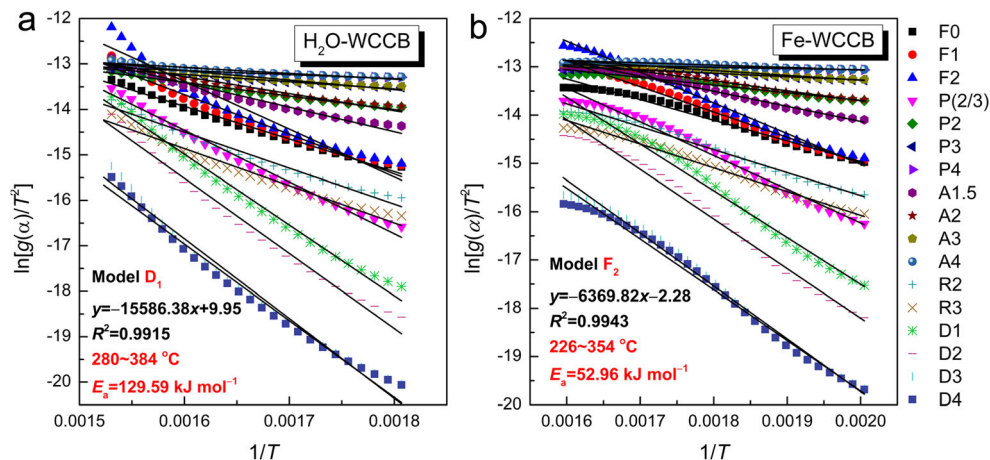 a
H₂O-WCCB
ln[g(α)/T²]
-12
-13
-14
-15
-16
-17
-18
-19
-20
Model D₁
y=−15586.38x+9.95
R²=0.9915
280~384 °C
Eₐ=129.59 kJ mol⁻¹
0.0015 0.0016 0.0017 0.0018
1/T
b
Fe-WCCB
ln[g(α)/T²]
-12
-13
-14
-15
-16
-17
-18
-19
-20
Model F₂
y=−6369.82x−2.28
R²=0.9943
226~354 °C
Eₐ=52.96 kJ mol⁻¹
0.0016 0.0017 0.0018 0.0019 0.0020
1/T
F0
F1
F2
P(2/3)
P2
P3
P4
A1.5
A2
A3
A4
R2
R3
D1
D2
D3
D4